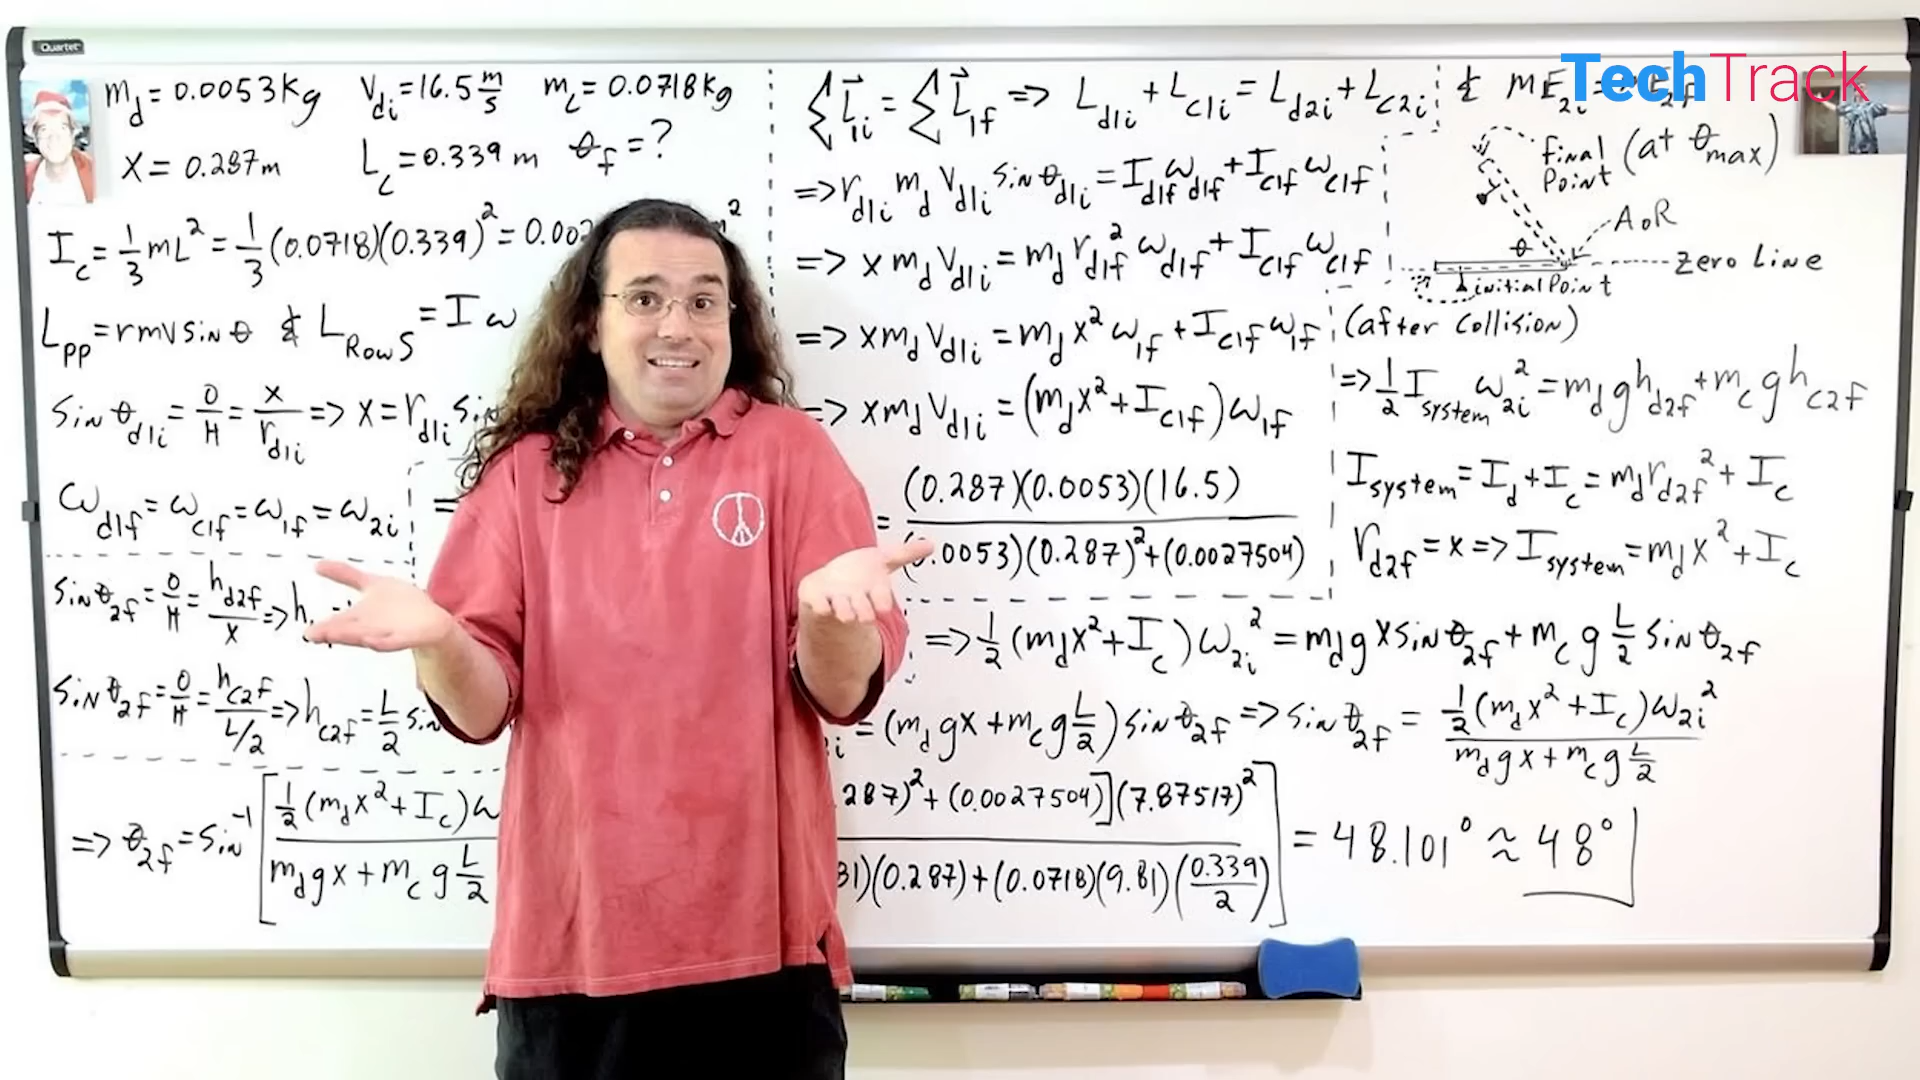 Quartet
TechTrack
m_d = 0.0053 kg V_di = 16.5 m/s m_c = 0.0718 kg
x = 0.287 m L_c = 0.339 m θ_f = ?
I_c = 1/3 mL² = 1/3 (0.0718)(0.339)² = 0.002
L_pp = rmv sin θ & L_RowS = Iω
sin θ_d1i = O/H = x/r_d1i => x = r_d1i sin
ω_d1f = ω_c1f = ω_1f = ω_2i
sin θ_2f = O/H = h_d2f/x => h
sin θ_2f = O/H = h_c2f/(L/2) => h_c2f = L/2 sin
=> θ_2f = sin⁻¹ [ 1/2 (m_d x² + I_c) ω
m_d g x + m_c g L/2
Σ L_1i = Σ L_1f => L_d1i + L_c1i = L_d2i + L_c2i & ME_2i =
=> r_d1i m_d V_d1i sin θ_d1i = I_d1f ω_d1f + I_c1f ω_c1f
=> x m_d V_d1i = m_d r_d1f² ω_d1f + I_c1f ω_c1f
=> x m_d V_d1i = m_d x² ω_1f + I_c1f ω_1f
=> x m_d V_d1i = (m_d x² + I_c1f) ω_1f
= (0.287)(0.0053)(16.5)
(0.0053)(0.287)² + (0.0027504)
final Point (at θ_max)
AoR
θ
Zero Line
initial Point
(after collision)
=> 1/2 I_system ω_2i² = m_d g h_d2f + m_c g h_c2f
I_system = I_d + I_c = m_d r_d2f² + I_c
r_d2f = x => I_system = m_d x² + I_c
=> 1/2 (m_d x² + I_c) ω_2i² = m_d g x sin θ_2f + m_c g L/2 sin θ_2f
= (m_d g x + m_c g L/2) sin θ_2f => sin θ_2f = 1/2 (m_d x² + I_c) ω_2i²
m_d g x + m_c g L/2
.287)² + (0.0027504)](7.87517)²
81)(0.287) + (0.0718)(9.81)(0.339/2) ] = 48.101° ≈ 48°